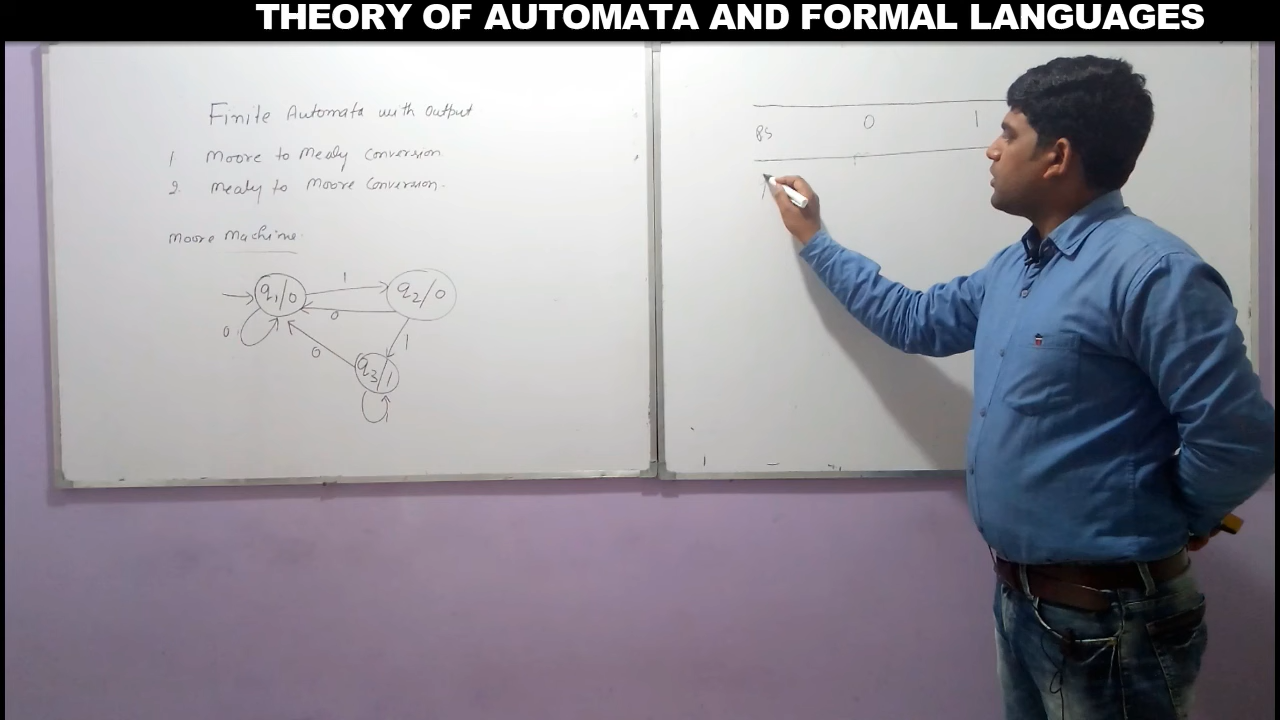 THEORY OF AUTOMATA AND FORMAL LANGUAGES
Finite Automata with Output
1 Moore to Mealy Conversion
2. Mealy to Moore Conversion.
Moore Machine.
1
q1/0 q2/0
0
0
1
0
q3/1
1
0 1